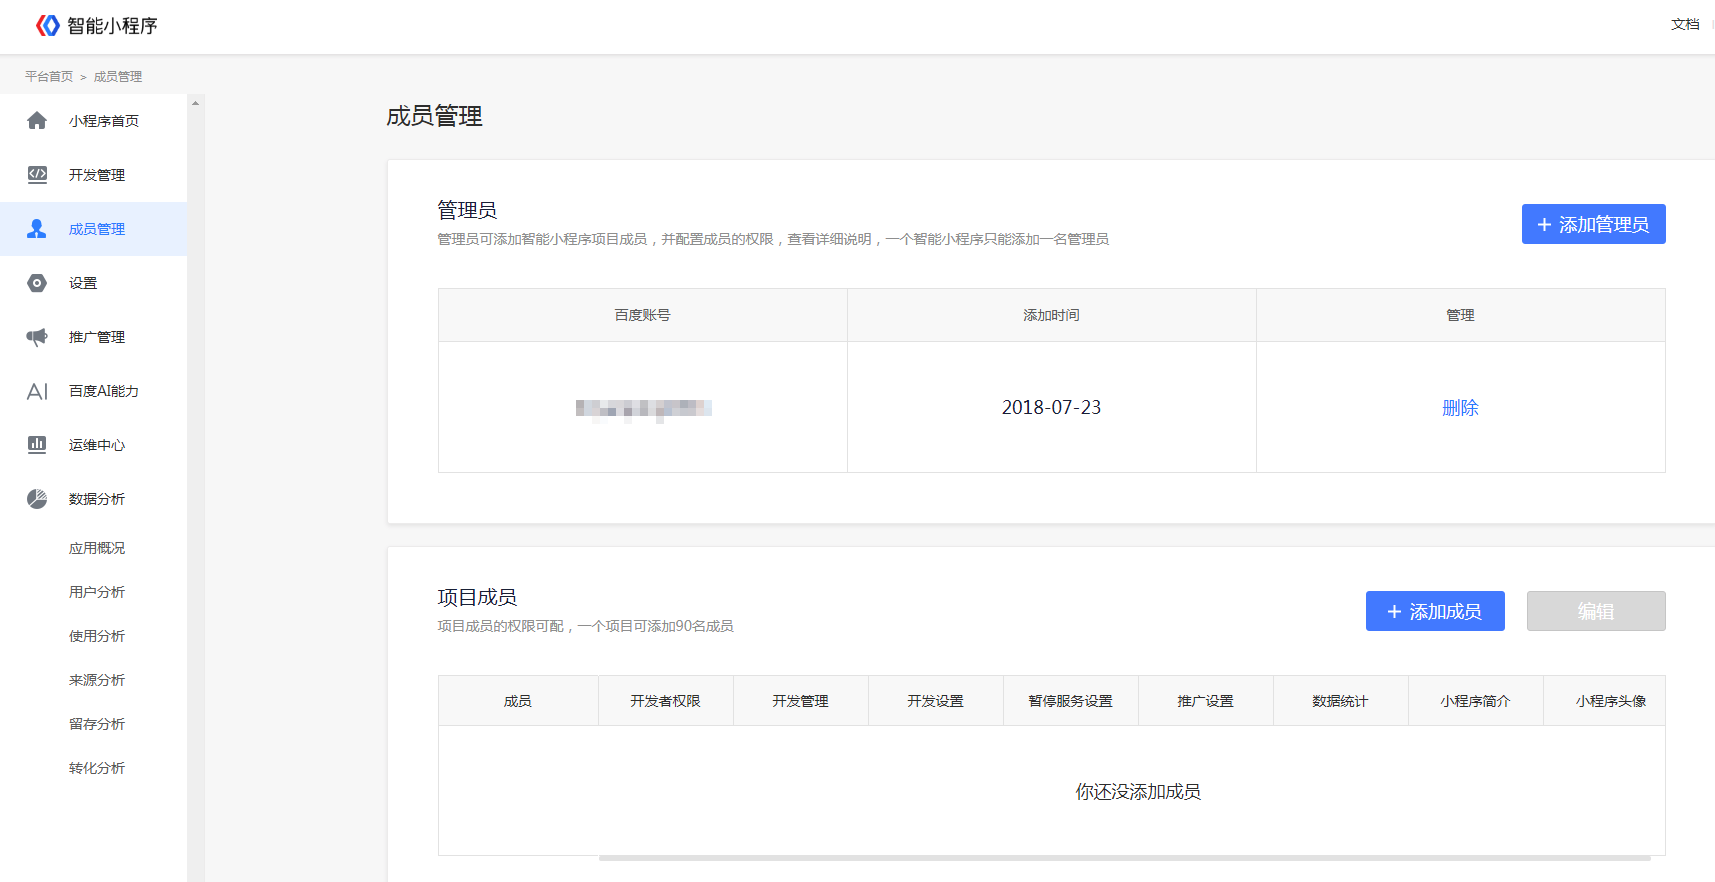 智能小程序
文档
平台首页 > 成员管理
小程序首页
开发管理
成员管理
设置
推广管理
AI 百度AI能力
运维中心
数据分析
应用概况
用户分析
使用分析
来源分析
留存分析
转化分析
成员管理
管理员
管理员可添加智能小程序项目成员，并配置成员的权限，查看详细说明，一个智能小程序只能添加一名管理员
+ 添加管理员
百度账号 添加时间 管理
2018-07-23 删除
项目成员
项目成员的权限可配，一个项目可添加90名成员
+ 添加成员 编辑
成员 开发者权限 开发管理 开发设置 暂停服务设置 推广设置 数据统计 小程序简介 小程序头像
你还没添加成员